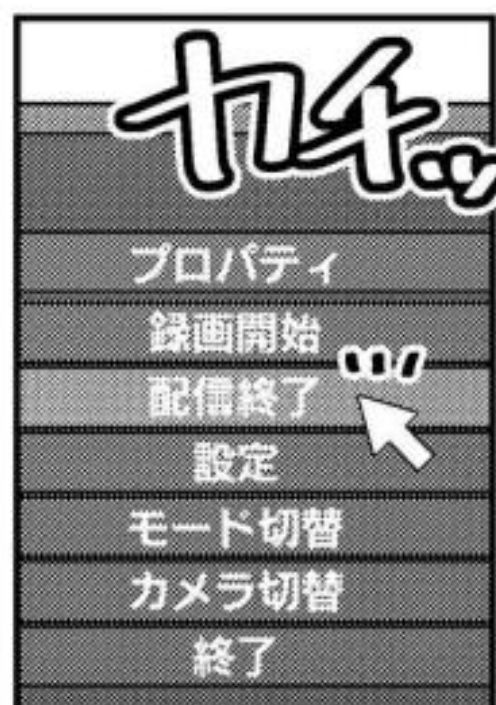 カチッ
プロパティ
録画開始
配信終了
設定
モード切替
カメラ切替
終了